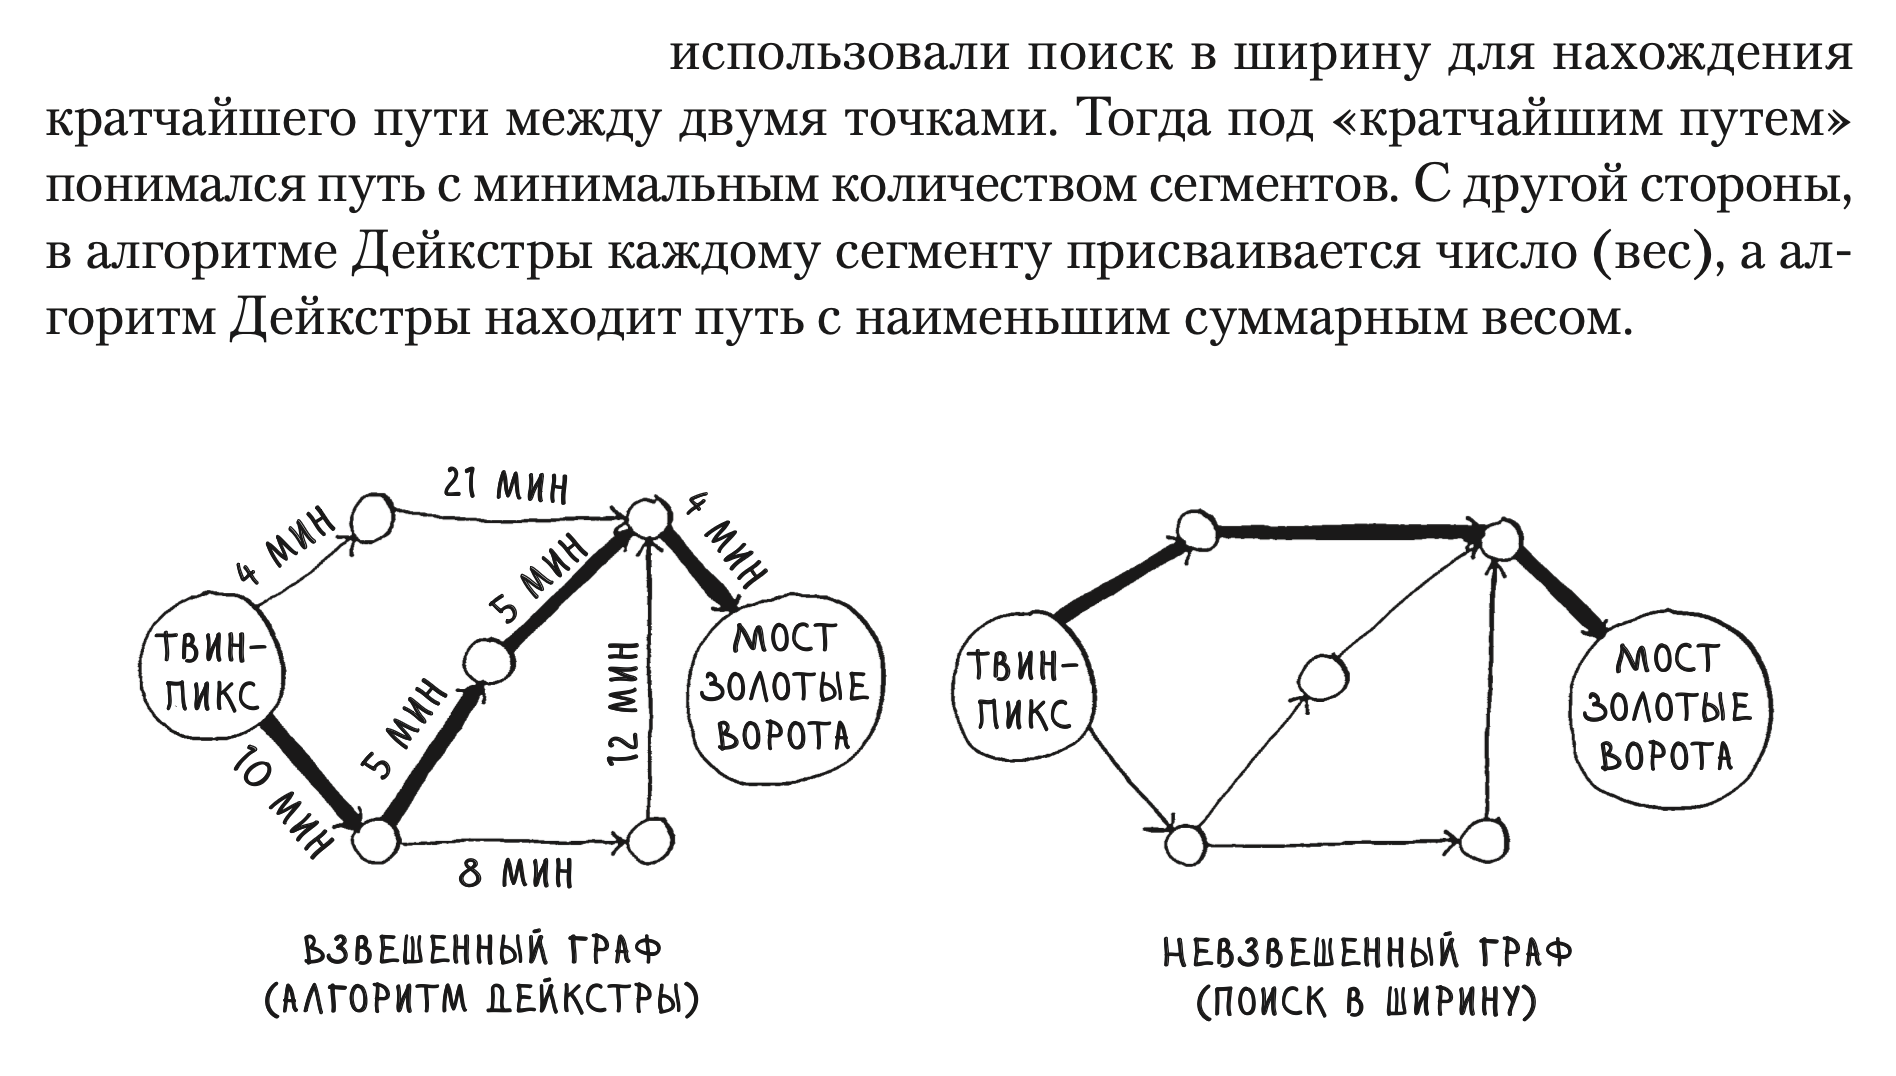 использовали поиск в ширину для нахождения
кратчайшего пути между двумя точками. Тогда под «кратчайшим путем»
понимался путь с минимальным количеством сегментов. С другой стороны,
в алгоритме Дейкстры каждому сегменту присваивается число (вес), а ал-
горитм Дейкстры находит путь с наименьшим суммарным весом.
21 МИН
4 МИН
4 МИН
5 МИН
ТВИН-
ПИКС
МОСТ
ЗОЛОТЫЕ
ВОРОТА
5 МИН
12 МИН
10 МИН
8 МИН
ВЗВЕШЕННЫЙ ГРАФ
(АЛГОРИТМ ДЕЙКСТРЫ)
ТВИН-
ПИКС
МОСТ
ЗОЛОТЫЕ
ВОРОТА
НЕВЗВЕШЕННЫЙ ГРАФ
(ПОИСК В ШИРИНУ)